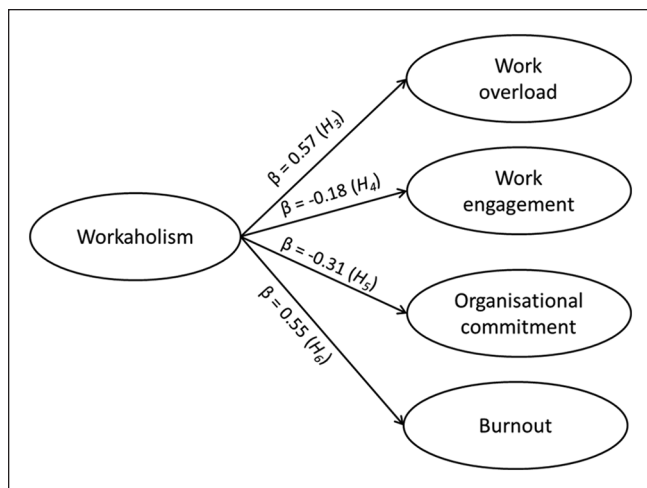 Work
overload
β = 0.57 (H₃)
Work
engagement
β = -0.18 (H₄)
Workaholism
β = -0.31 (H₅)
Organisational
commitment
β = 0.55 (H₆)
Burnout